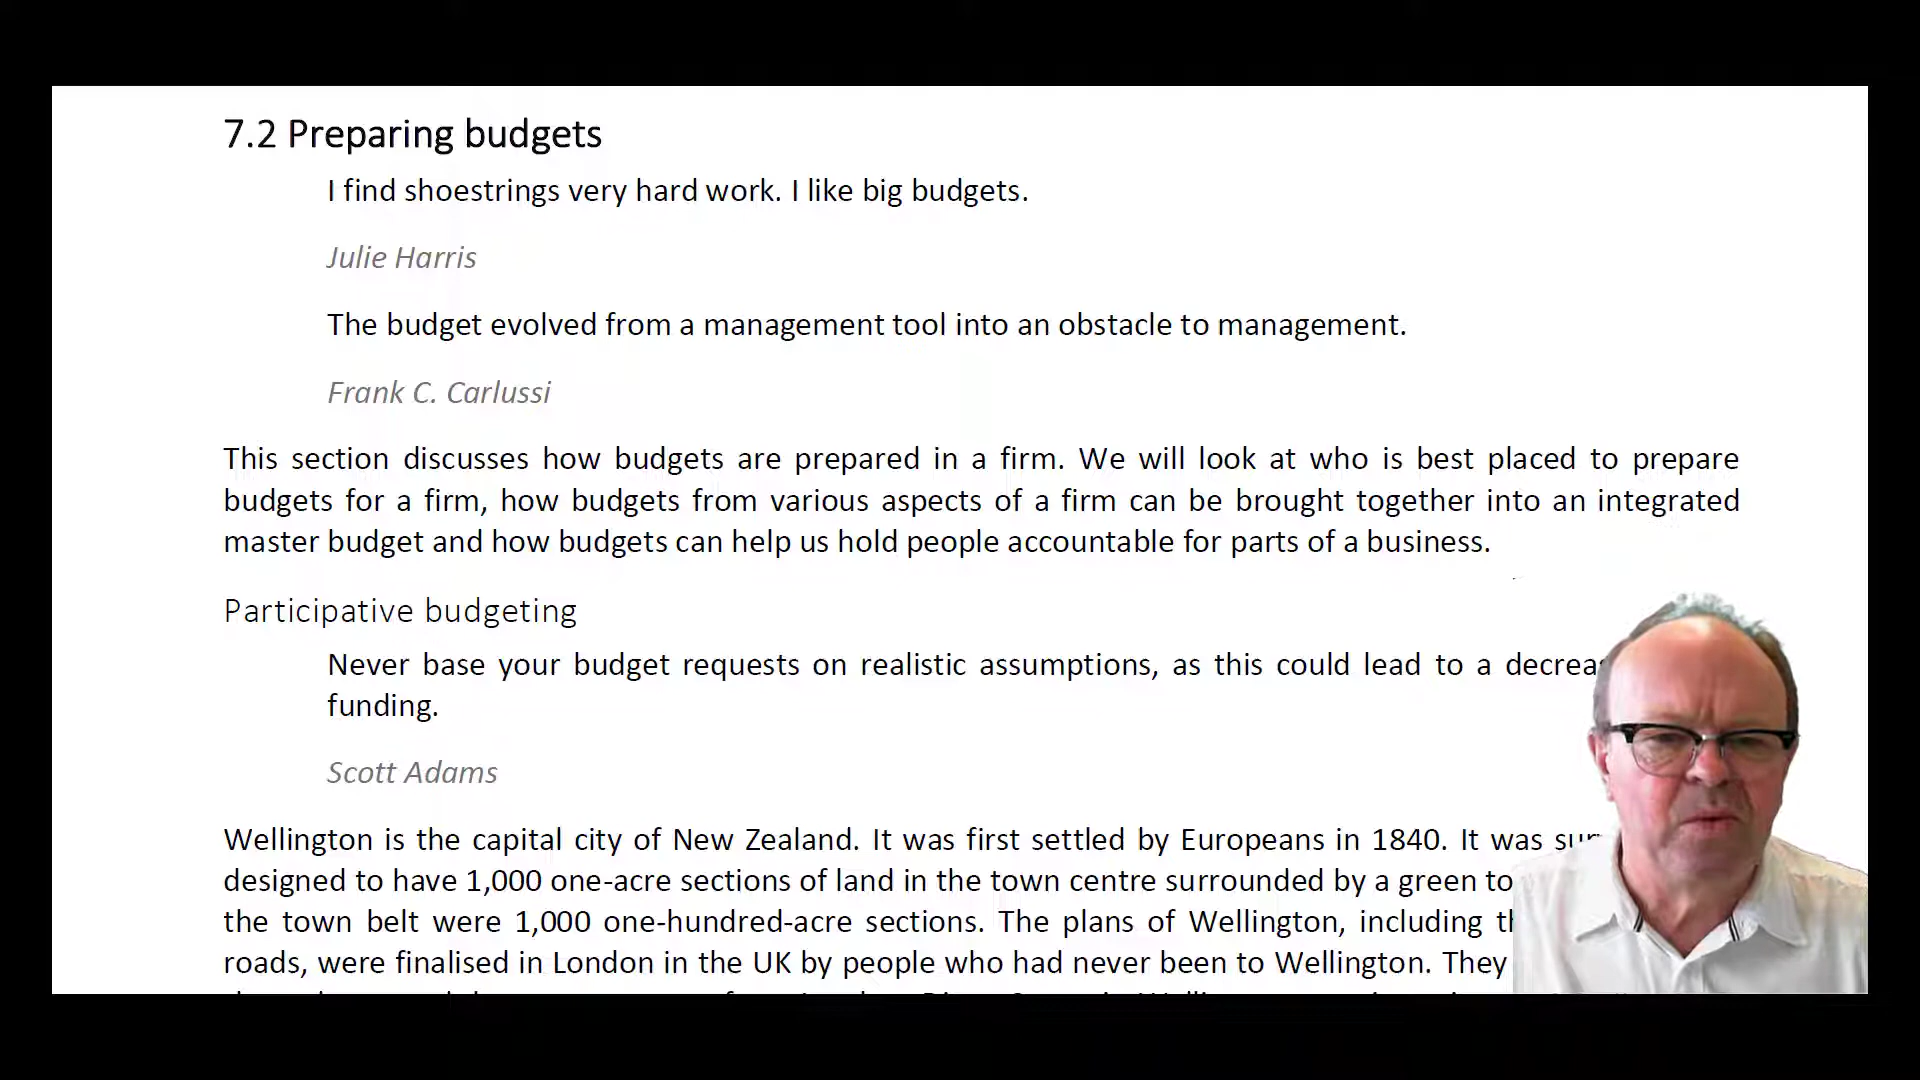 7.2 Preparing budgets
I find shoestrings very hard work. I like big budgets.
Julie Harris
The budget evolved from a management tool into an obstacle to management.
Frank C. Carlussi
This section discusses how budgets are prepared in a firm. We will look at who is best placed to prepare
budgets for a firm, how budgets from various aspects of a firm can be brought together into an integrated
master budget and how budgets can help us hold people accountable for parts of a business.
Participative budgeting
Never base your budget requests on realistic assumptions, as this could lead to a
funding.
Scott Adams
Wellington is the capital city of New Zealand. It was first settled by Europeans in 1840. It was
designed to have 1,000 one-acre sections of land in the town centre surrounded by a green
the town belt were 1,000 one-hundred-acre sections. The plans of Wellington, including
roads, were finalised in London in the UK by people who had never been to Wellington. They